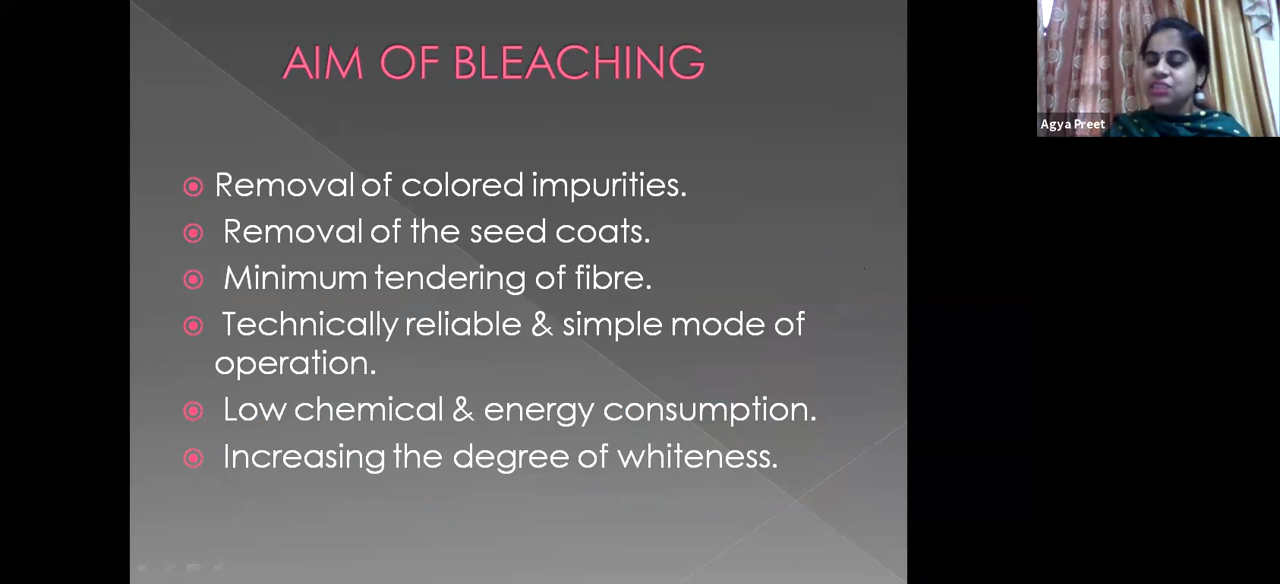 AIM OF BLEACHING
Removal of colored impurities.
Removal of the seed coats.
Minimum tendering of fibre.
Technically reliable & simple mode of
operation.
Low chemical & energy consumption.
Increasing the degree of whiteness.
Agya Preet